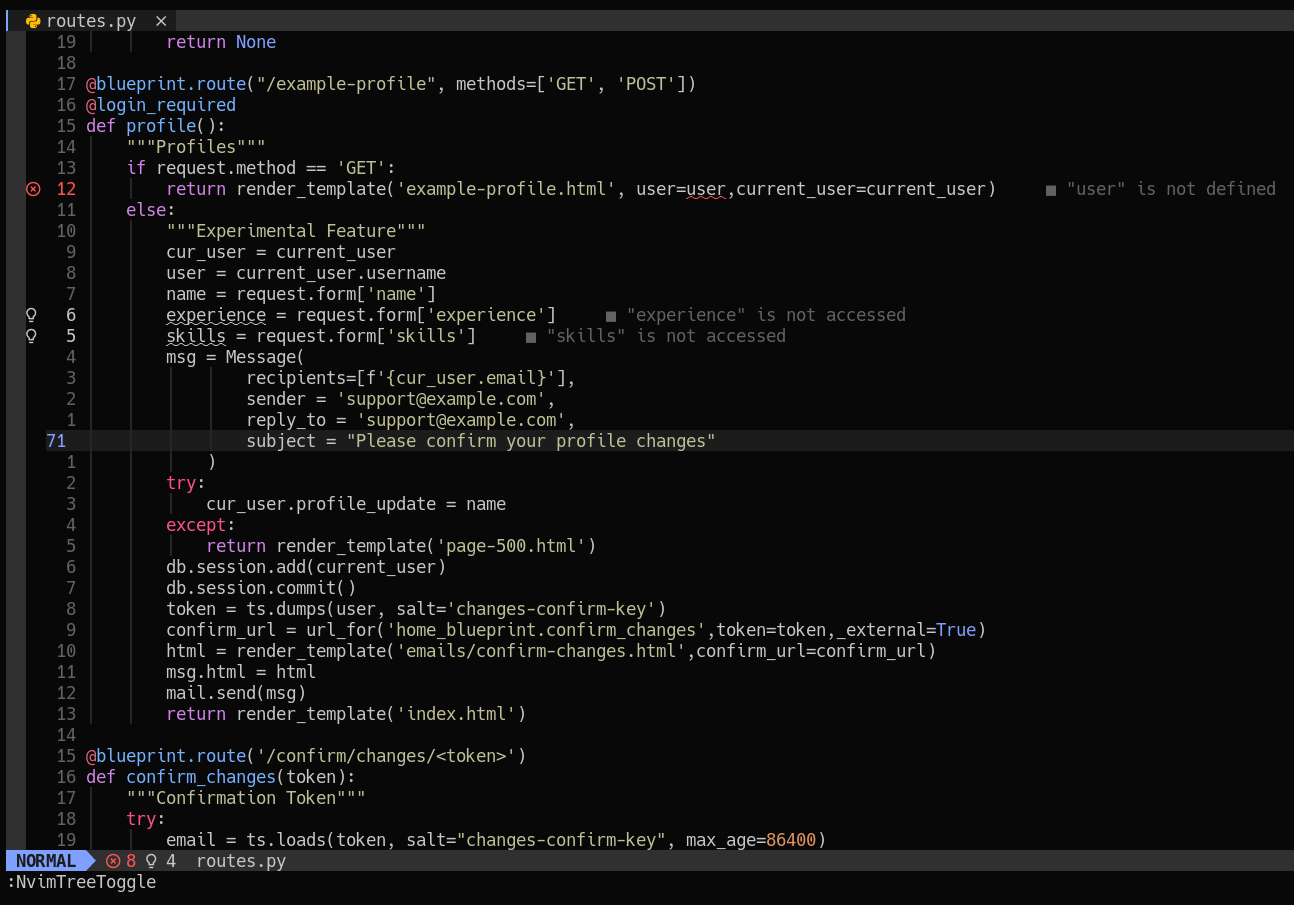 routes.py ×
19 return None
18
17 @blueprint.route("/example-profile", methods=['GET', 'POST'])
16 @login_required
15 def profile():
14 """Profiles"""
13 if request.method == 'GET':
12 return render_template('example-profile.html', user=user,current_user=current_user) ■ "user" is not defined
11 else:
10 """Experimental Feature"""
9 cur_user = current_user
8 user = current_user.username
7 name = request.form['name']
6 experience = request.form['experience'] ■ "experience" is not accessed
5 skills = request.form['skills'] ■ "skills" is not accessed
4 msg = Message(
3 recipients=[f'{cur_user.email}'],
2 sender = 'support@example.com',
1 reply_to = 'support@example.com',
71 subject = "Please confirm your profile changes"
1 )
2 try:
3 cur_user.profile_update = name
4 except:
5 return render_template('page-500.html')
6 db.session.add(current_user)
7 db.session.commit()
8 token = ts.dumps(user, salt='changes-confirm-key')
9 confirm_url = url_for('home_blueprint.confirm_changes',token=token,_external=True)
10 html = render_template('emails/confirm-changes.html',confirm_url=confirm_url)
11 msg.html = html
12 mail.send(msg)
13 return render_template('index.html')
14
15 @blueprint.route('/confirm/changes/<token>')
16 def confirm_changes(token):
17 """Confirmation Token"""
18 try:
19 email = ts.loads(token, salt="changes-confirm-key", max_age=86400)
NORMAL 8 4 routes.py
:NvimTreeToggle